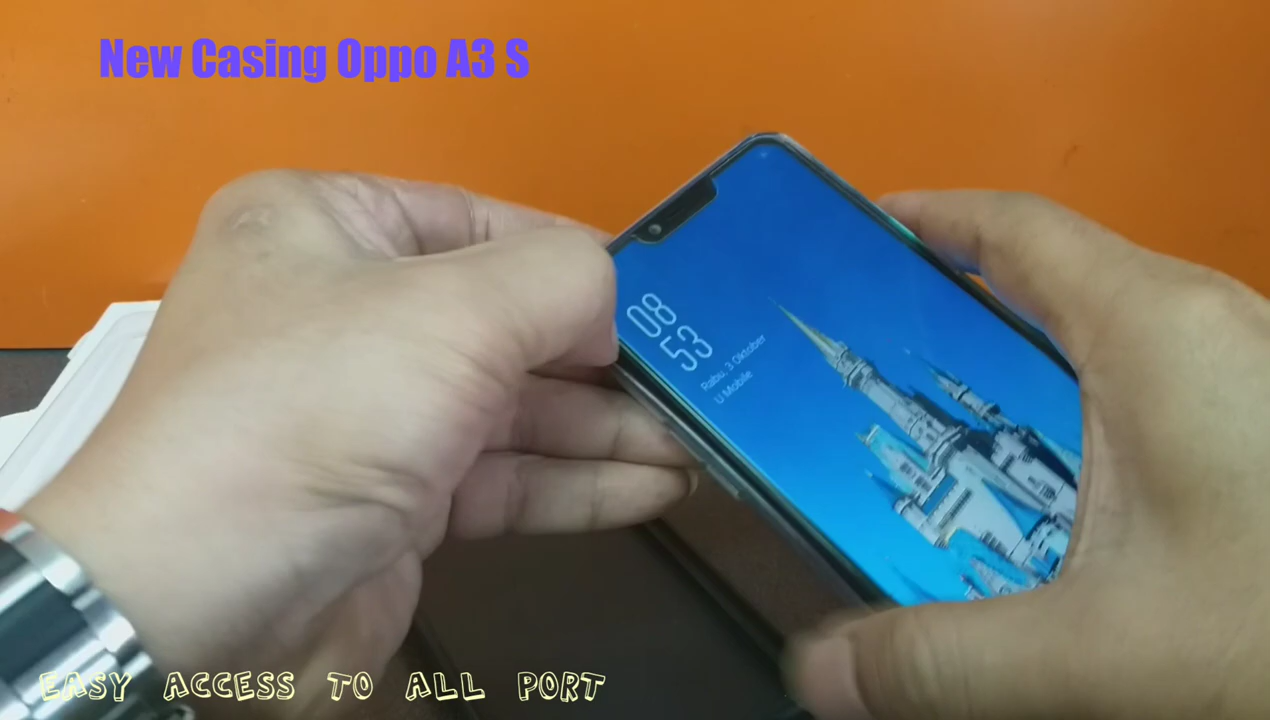 New Casing Oppo A3 S
08
53
Rabu, 3 Oktober
U Mobile
EASY ACCESS TO ALL PORT